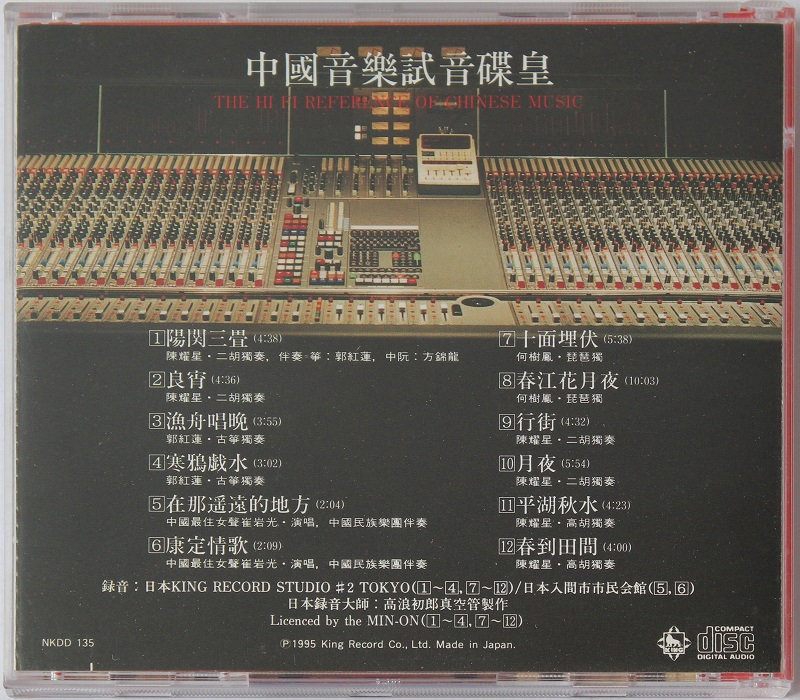 中國音樂試音碟皇
THE HI FI REFERENCE OF CHINESE MUSIC
1 陽関三畳 (4:38)
陳耀星・二胡獨奏，伴奏 箏：郭紅蓮，中阮：方錦龍
2 良宵 (4:36)
陳耀星・二胡獨奏
3 漁舟唱晚 (3:55)
郭紅蓮・古箏獨奏
4 寒鴉戯水 (3:02)
郭紅蓮・古箏獨奏
5 在那遥遠的地方 (2:04)
中國最住女聲崔岩光・演唱，中國民族樂團伴奏
6 康定情歌 (2:09)
中國最住女聲崔岩光・演唱，中國民族樂團伴奏
7 十面埋伏 (5:38)
何樹鳳・琵琶獨
8 春江花月夜 (10:03)
何樹鳳・琵琶獨
9 行街 (4:32)
陳耀星・二胡獨奏
10 月夜 (5:54)
陳耀星・二胡獨奏
11 平湖秋水 (4:23)
陳耀星・高胡獨奏
12 春到田間 (4:00)
陳耀星・高胡獨奏
録音：日本KING RECORD STUDIO ♯2 TOKYO(1～4, 7～12)/日本入間市市民会館(5, 6)
日本録音大師：高浪初郎真空管製作
Licenced by the MIN-ON(1～4, 7～12)
NKDD 135
Ⓟ1995 King Record Co., Ltd. Made in Japan.
KING
COMPACT
disc
DIGITAL AUDIO